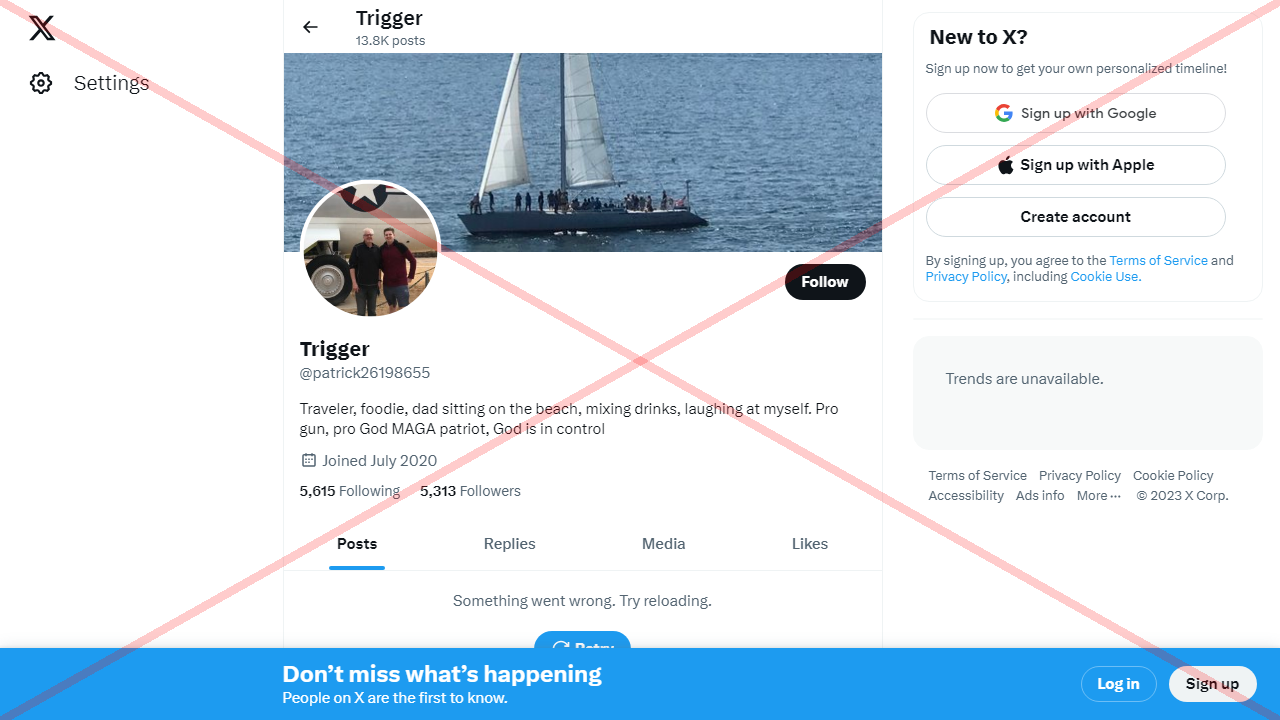 Settings
Trigger
13.8K posts
Follow
Trigger
@patrick26198655
Traveler, foodie, dad sitting on the beach, mixing drinks, laughing at myself. Pro
gun, pro God MAGA patriot, God is in control
Joined July 2020
5,615 Following 5,313 Followers
Posts Replies Media Likes
Something went wrong. Try reloading.
Retry
New to X?
Sign up now to get your own personalized timeline!
Sign up with Google
Sign up with Apple
Create account
By signing up, you agree to the Terms of Service and
Privacy Policy, including Cookie Use.
Trends are unavailable.
Terms of Service Privacy Policy Cookie Policy
Accessibility Ads info More ··· © 2023 X Corp.
Don’t miss what’s happening
People on X are the first to know.
Log in Sign up